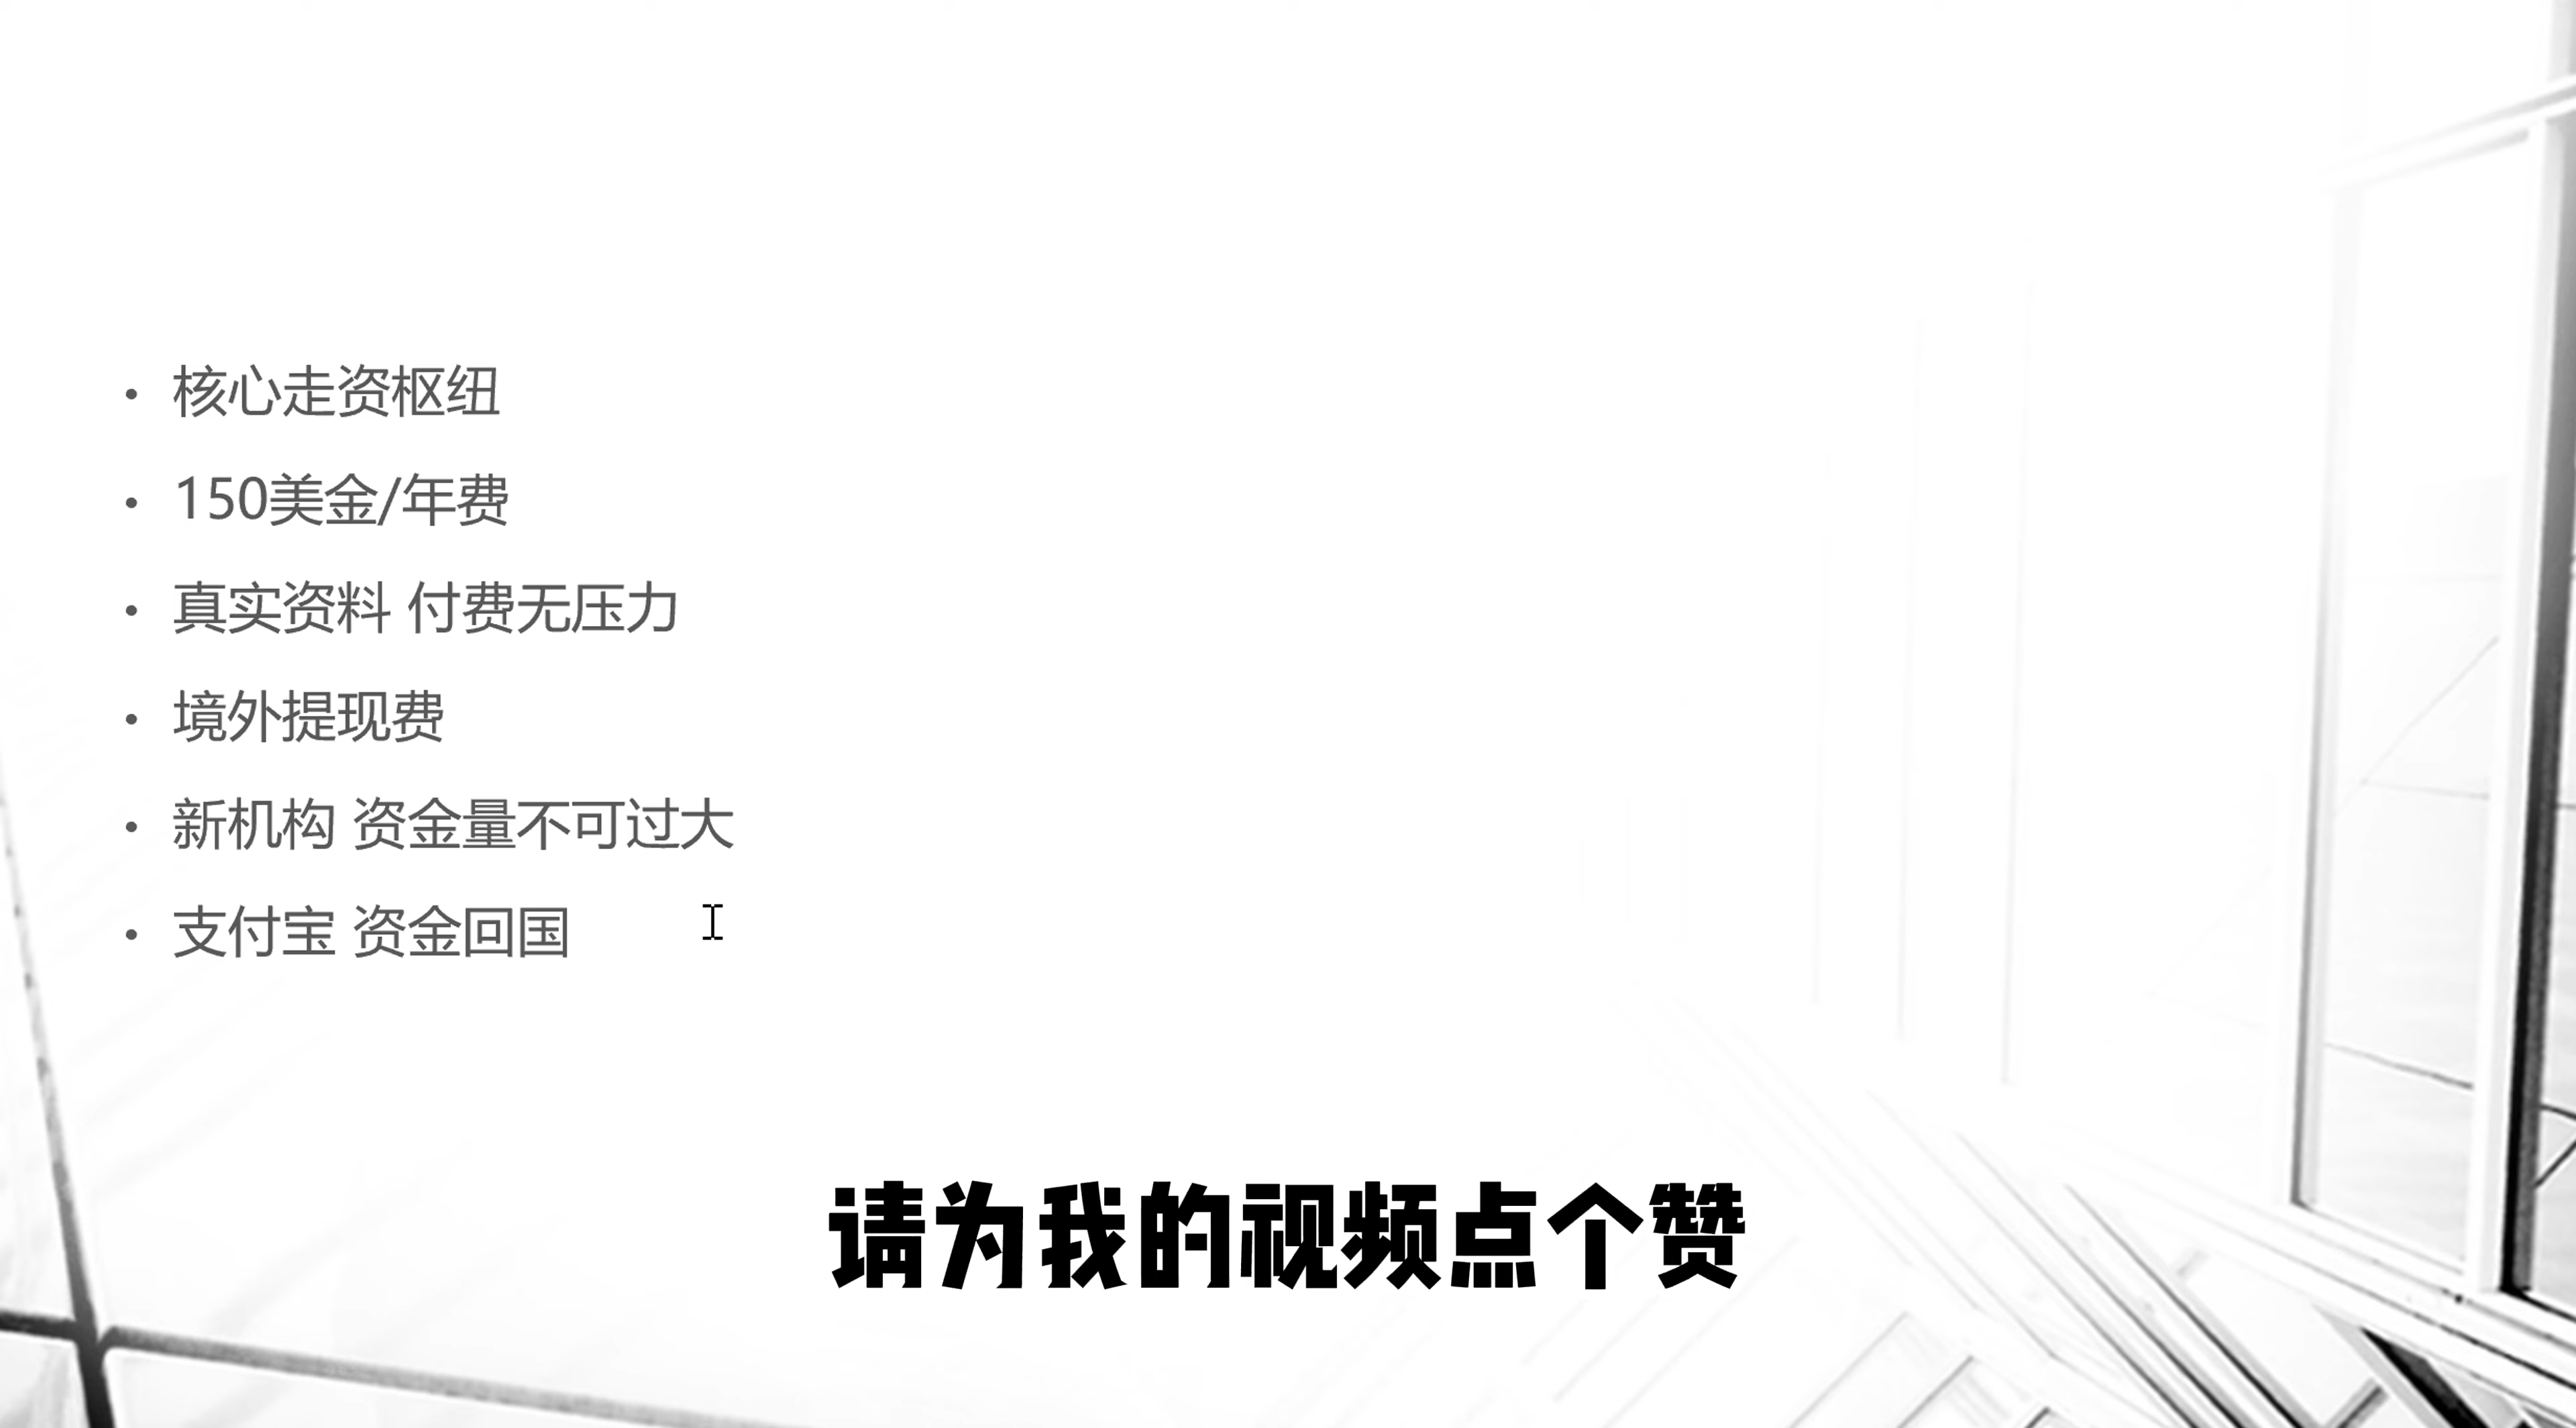 • 核心走资枢纽
• 150美金/年费
• 真实资料 付费无压力
• 境外提现费
• 新机构 资金量不可过大
• 支付宝 资金回国
请为我的视频点个赞